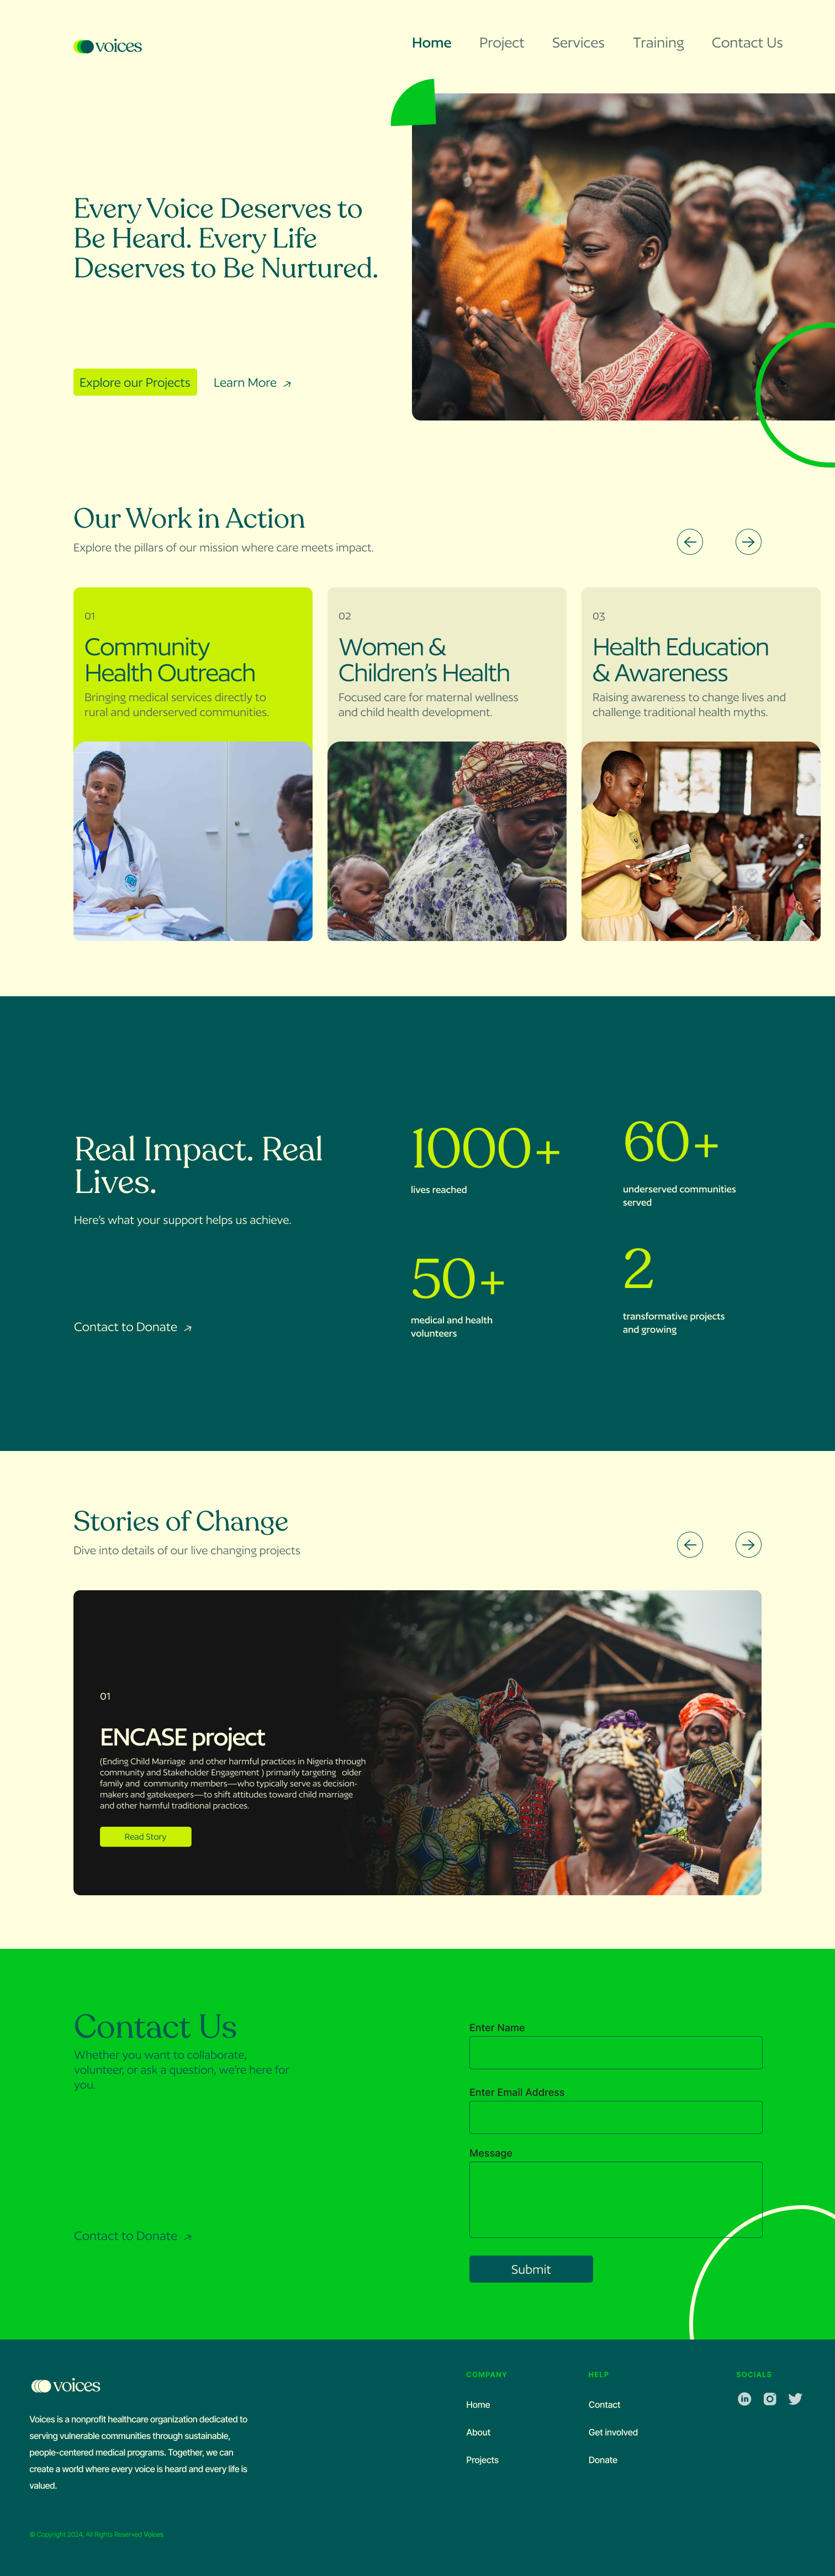 voices
Home Project Services Training Contact Us
Every Voice Deserves to
Be Heard. Every Life
Deserves to Be Nurtured.
Explore our Projects Learn More
Our Work in Action
Explore the pillars of our mission where care meets impact.
01
Community
Health Outreach
Bringing medical services directly to
rural and underserved communities.
02
Women &
Children’s Health
Focused care for maternal wellness
and child health development.
03
Health Education
& Awareness
Raising awareness to change lives and
challenge traditional health myths.
Real Impact. Real
Lives.
Here’s what your support helps us achieve.
Contact to Donate
1000+
lives reached
60+
underserved communities
served
50+
medical and health
volunteers
2
transformative projects
and growing
Stories of Change
Dive into details of our live changing projects
01
ENCASE project
(Ending Child Marriage and other harmful practices in Nigeria through
community and Stakeholder Engagement ) primarily targeting older
family and community members—who typically serve as decision-
makers and gatekeepers—to shift attitudes toward child marriage
and other harmful traditional practices.
Read Story
Contact Us
Whether you want to collaborate,
volunteer, or ask a question, we’re here for
you.
Contact to Donate
Enter Name
Enter Email Address
Message
Submit
voices
Voices is a nonprofit healthcare organization dedicated to
serving vulnerable communities through sustainable,
people-centered medical programs. Together, we can
create a world where every voice is heard and every life is
valued.
© Copyright 2024, All Rights Reserved Voices
COMPANY
Home
About
Projects
HELP
Contact
Get involved
Donate
SOCIALS
in